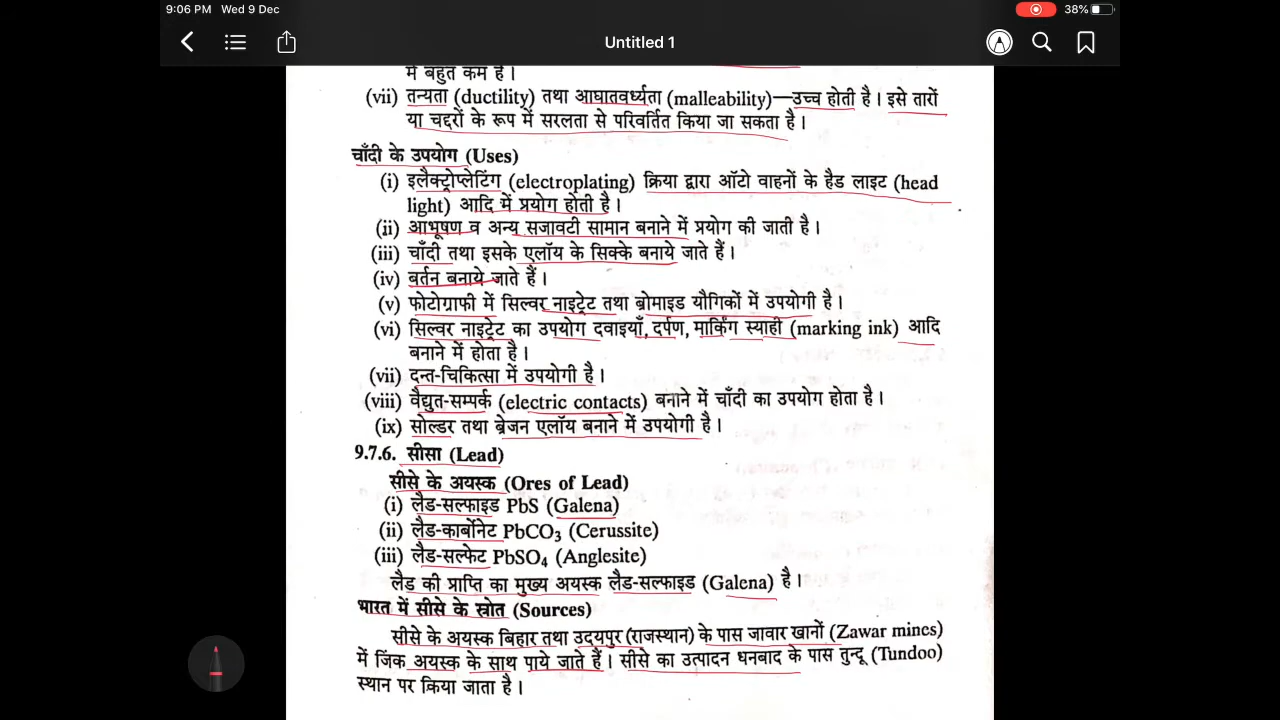 9:06 PM Wed 9 Dec
38%
Untitled 1
में बहुत कम है।
(vii) तन्यता (ductility) तथा आघातवर्ध्यता (malleability)—उच्च होती है। इसे तारों
या चद्दरों के रूप में सरलता से परिवर्तित किया जा सकता है।
चाँदी के उपयोग (Uses)
(i) इलैक्ट्रोप्लेटिंग (electroplating) क्रिया द्वारा ऑटो वाहनों के हैड लाइट (head
light) आदि में प्रयोग होती है।
(ii) आभूषण व अन्य सजावटी सामान बनाने में प्रयोग की जाती है।
(iii) चाँदी तथा इसके एलॉय के सिक्के बनाये जाते हैं।
(iv) बर्तन बनाये जाते हैं।
(v) फोटोग्राफी में सिल्वर नाइट्रेट तथा ब्रोमाइड यौगिकों में उपयोगी है।
(vi) सिल्वर नाइट्रेट का उपयोग दवाइयाँ, दर्पण, मार्किंग स्याही (marking ink) आदि
बनाने में होता है।
(vii) दन्त-चिकित्सा में उपयोगी है।
(viii) वैद्युत-सम्पर्क (electric contacts) बनाने में चाँदी का उपयोग होता है।
(ix) सोल्डर तथा ब्रेजन एलॉय बनाने में उपयोगी है।
9.7.6. सीसा (Lead)
सीसे के अयस्क (Ores of Lead)
(i) लैड-सल्फाइड PbS (Galena)
(ii) लैड-कार्बोनेट PbCO₃ (Cerussite)
(iii) लैड-सल्फेट PbSO₄ (Anglesite)
लैड की प्राप्ति का मुख्य अयस्क लैड-सल्फाइड (Galena) है।
भारत में सीसे के स्रोत (Sources)
सीसे के अयस्क बिहार तथा उदयपुर (राजस्थान) के पास जावार खानों (Zawar mines)
में जिंक अयस्क के साथ पाये जाते हैं। सीसे का उत्पादन धनबाद के पास तुन्दू (Tundoo)
स्थान पर किया जाता है।